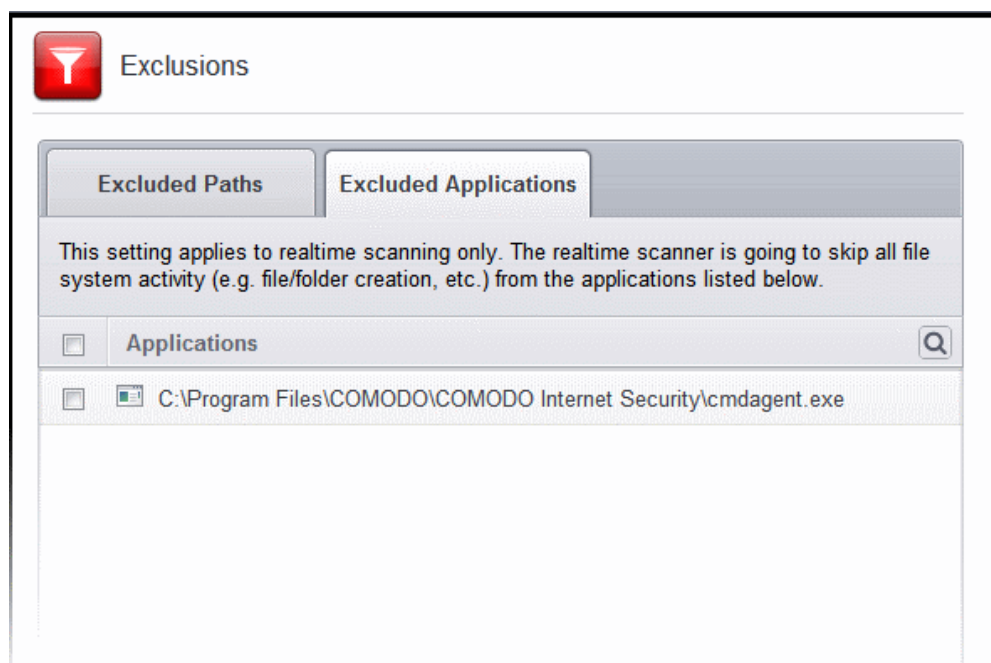 Exclusions
Excluded Paths
Excluded Applications
This setting applies to realtime scanning only. The realtime scanner is going to skip all file
system activity (e.g. file/folder creation, etc.) from the applications listed below.
Applications
C:\Program Files\COMODO\COMODO Internet Security\cmdagent.exe